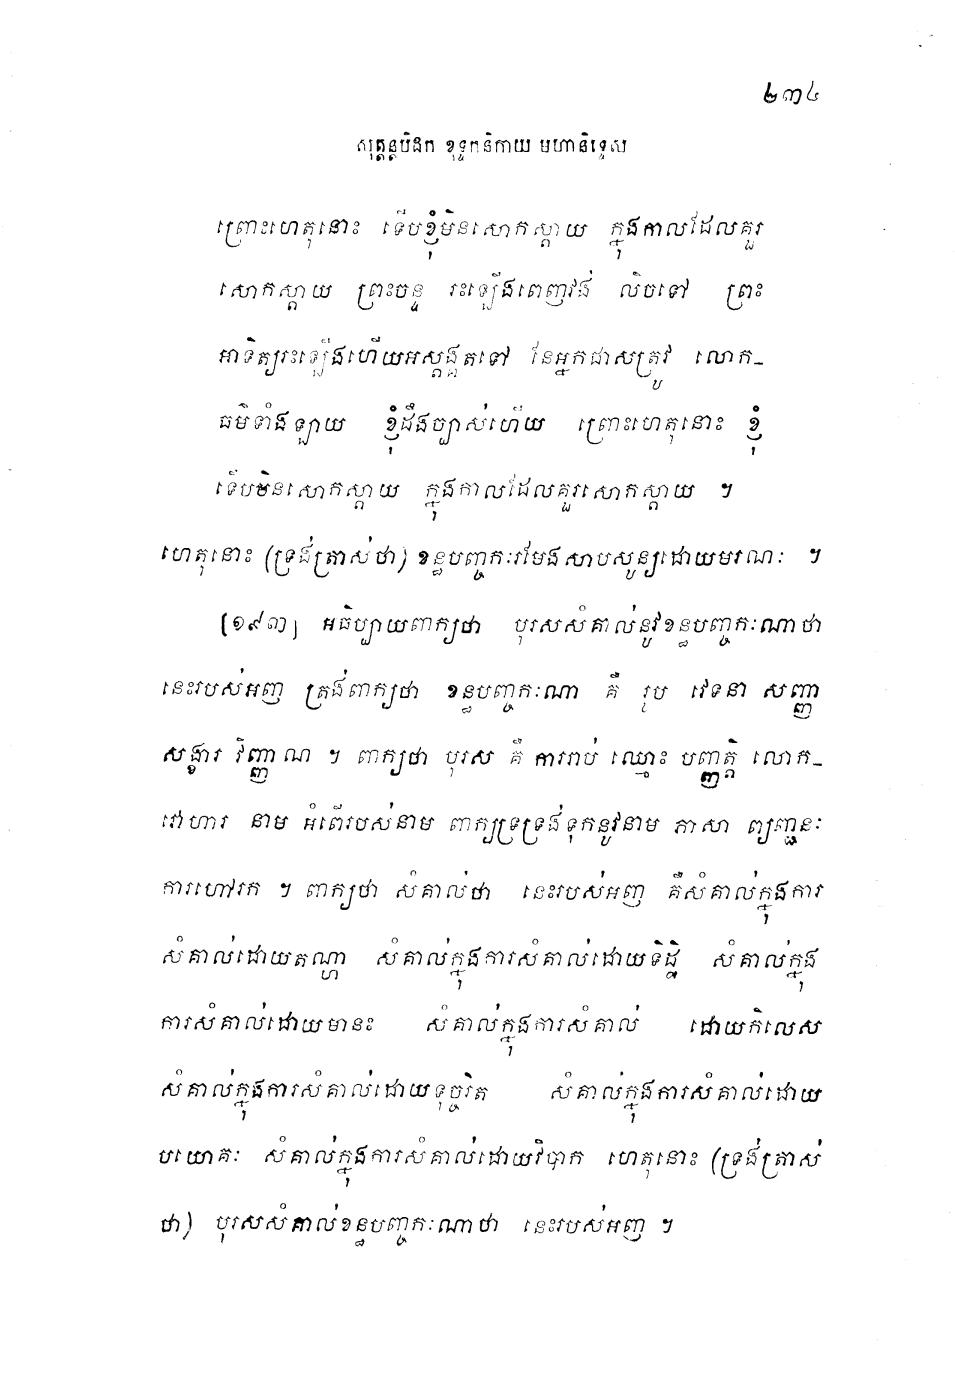 ២៣៤
សុត្តន្តបិដក ខុទ្ទកនិកាយ មហានិទ្ទេស
ព្រោះហេតុនោះ ទើបខ្ញុំមិនសោកស្តាយ ក្នុងកាលដែលគួរ
សោកស្តាយ ព្រះចន្ទ រះឡើងពេញវង់ លិចទៅ ព្រះ
អាទិត្យរះឡើងហើយអស្តង្គតទៅ នៃអ្នកជាសត្រូវ លោក-
ធម៌ទាំងឡាយ ខ្ញុំដឹងច្បាស់ហើយ ព្រោះហេតុនោះ ខ្ញុំ
ទើបមិនសោកស្តាយ ក្នុងកាលដែលគួរសោកស្តាយ ។
ហេតុនោះ (ទ្រង់ត្រាស់ថា) ខន្ធបញ្ចកៈរមែងសាបសូន្យដោយមរណៈ ។
[១៩៣] អធិប្បាយពាក្យថា បុរសសំគាល់នូវខន្ធបញ្ចកៈណាថា
នេះរបស់អញ ត្រង់ពាក្យថា ខន្ធបញ្ចកៈណា គឺ រូប វេទនា សញ្ញា
សង្ខារ វិញ្ញាណ ។ ពាក្យថា បុរស គឺ ការរាប់ ឈ្មោះ បញ្ញត្តិ លោក-
វោហារ នាម អំពើរបស់នាម ពាក្យទ្រទ្រង់ទុកនូវនាម ភាសា ព្យញ្ជនៈ
ការហៅរក ។ ពាក្យថា សំគាល់ថា នេះរបស់អញ គឺសំគាល់ក្នុងការ
សំគាល់ដោយតណ្ហា សំគាល់ក្នុងការសំគាល់ដោយទិដ្ឋិ សំគាល់ក្នុង
ការសំគាល់ដោយមានះ សំគាល់ក្នុងការសំគាល់ ដោយកិលេស
សំគាល់ក្នុងការសំគាល់ដោយទុច្ចរិត សំគាល់ក្នុងការសំគាល់ដោយ
បយោគៈ សំគាល់ក្នុងការសំគាល់ដោយវិបាក ហេតុនោះ (ទ្រង់ត្រាស់
ថា) បុរសសំគាល់ខន្ធបញ្ចកៈណាថា នេះរបស់អញ ។